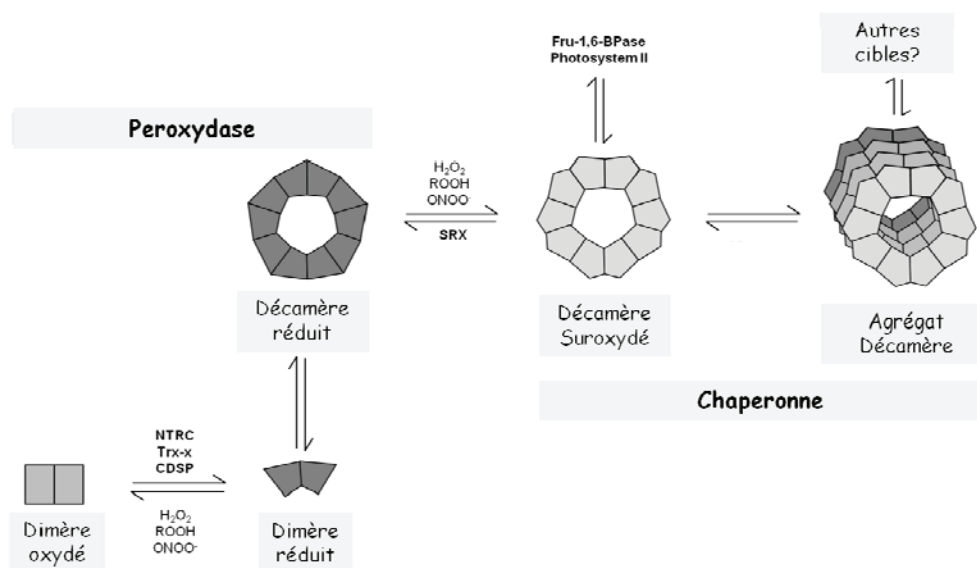 Fru-1,6-BPase
Photosystem II
Autres
cibles?
Peroxydase
H₂O₂
ROOH
ONOO⁻
SRX
Décamère
réduit
Décamère
Suroxydé
Agrégat
Décamère
Chaperonne
NTRC
Trx-x
CDSP
H₂O₂
ROOH
ONOO⁻
Dimère
oxydé
Dimère
réduit